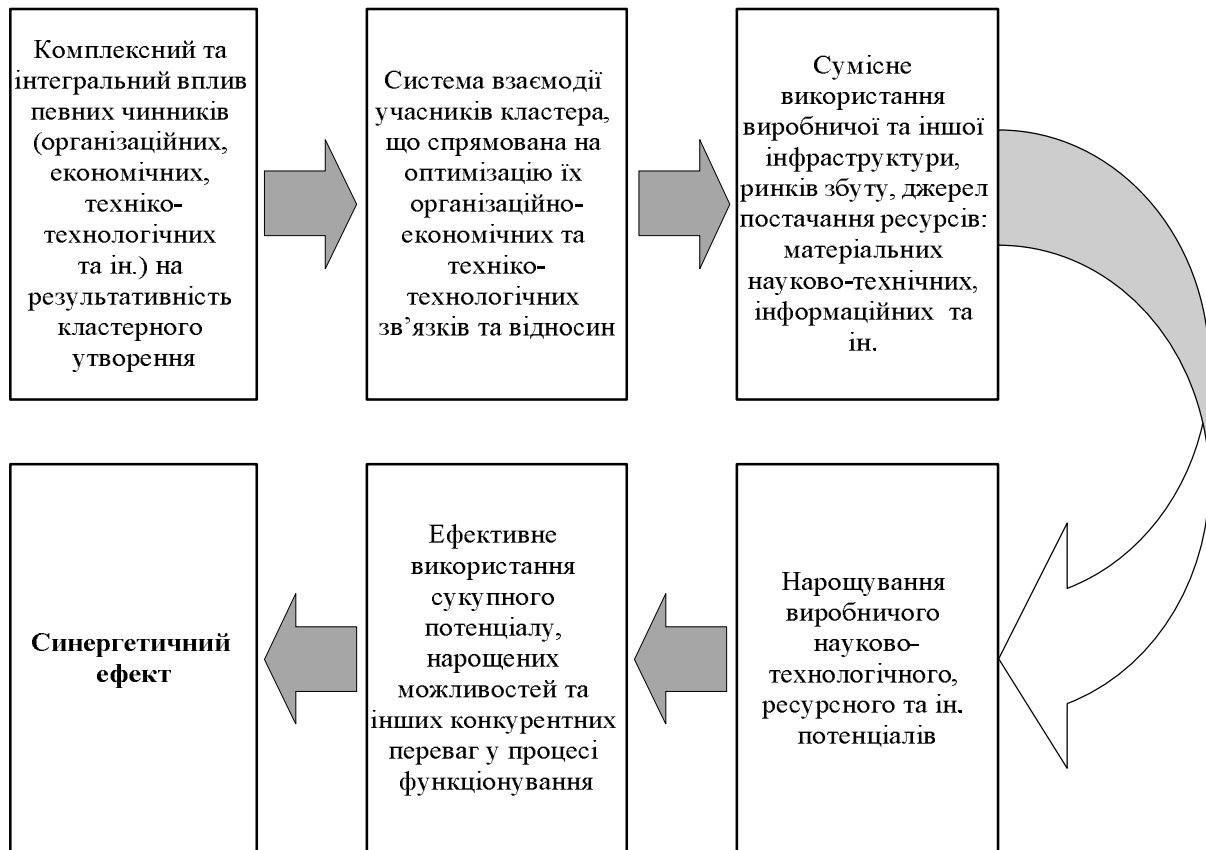 Комплексний та
інтегральний вплив
певних чинників
(організаційних,
економічних,
техніко-
технологічних
та ін.) на
результативність
кластерного
утворення
Система взаємодії
учасників кластера,
що спрямована на
оптимізацію їх
організаційно-
економічних та
техніко-
технологічних
зв’язків та відносин
Сумісне
використання
виробничої та іншої
інфраструктури,
ринків збуту, джерел
постачання ресурсів:
матеріальних
науково-технічних,
інформаційних та
ін.
Нарощування
виробничого
науково-
технологічного,
ресурсного та ін.
потенціалів
Ефективне
використання
сукупного
потенціалу,
нарощених
можливостей та
інших конкурентних
переваг у процесі
функціонування
Синергетичний
ефект